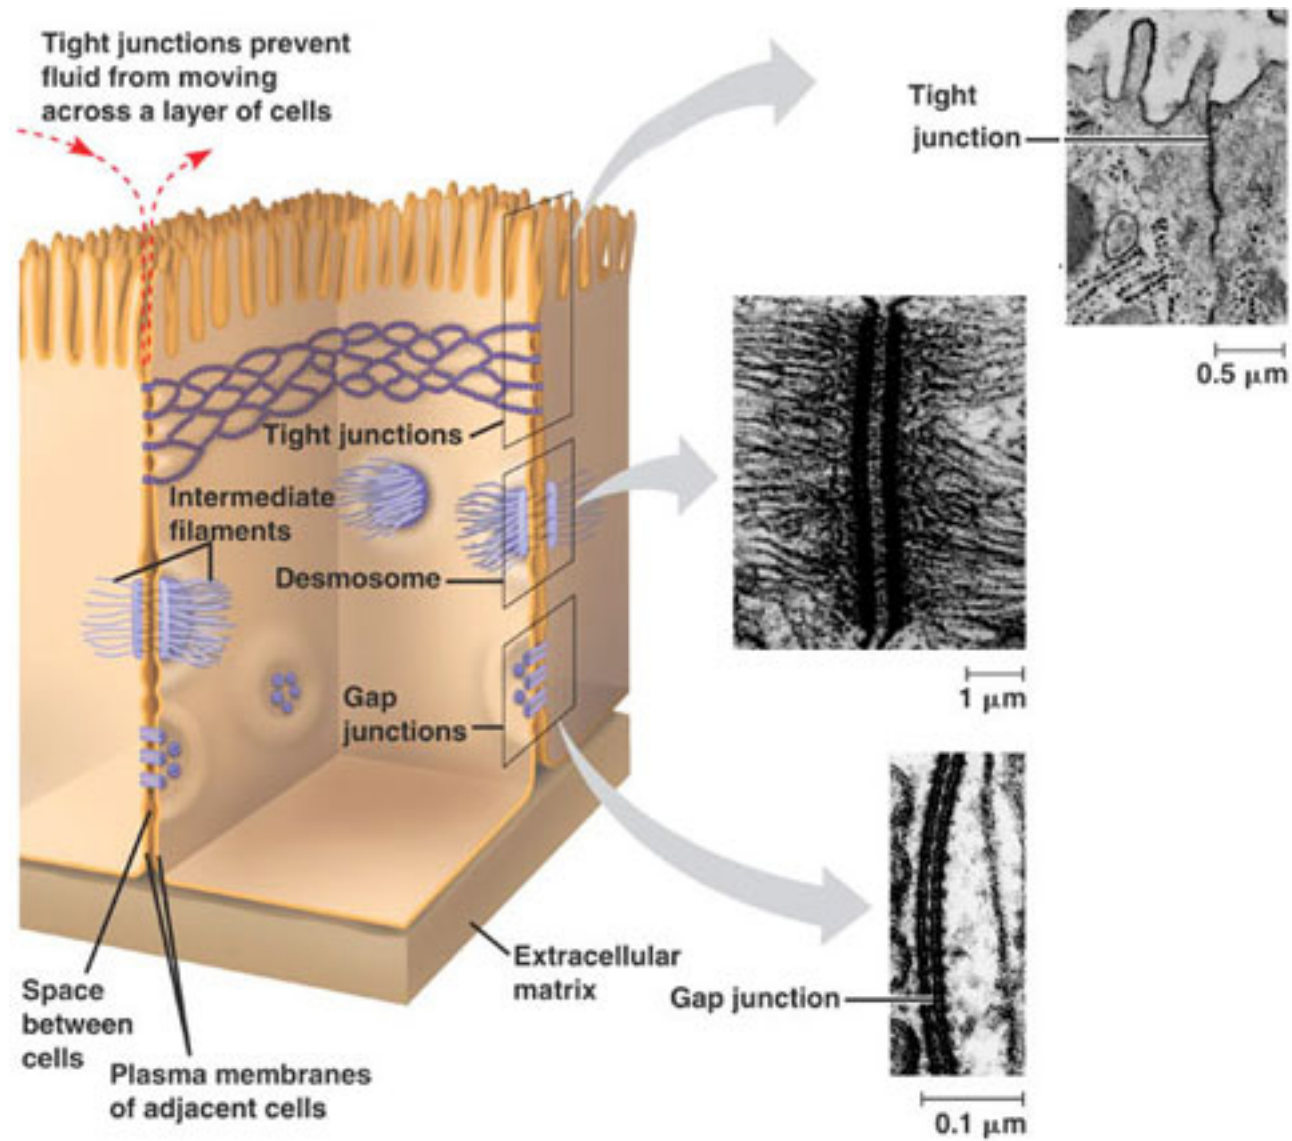 Tight junctions prevent
fluid from moving
across a layer of cells
Tight
junction
0.5 μm
Tight junctions
Intermediate
filaments
Desmosome
1 μm
Gap
junctions
Extracellular
matrix
Gap junction
Space
between
cells
Plasma membranes
of adjacent cells
0.1 μm